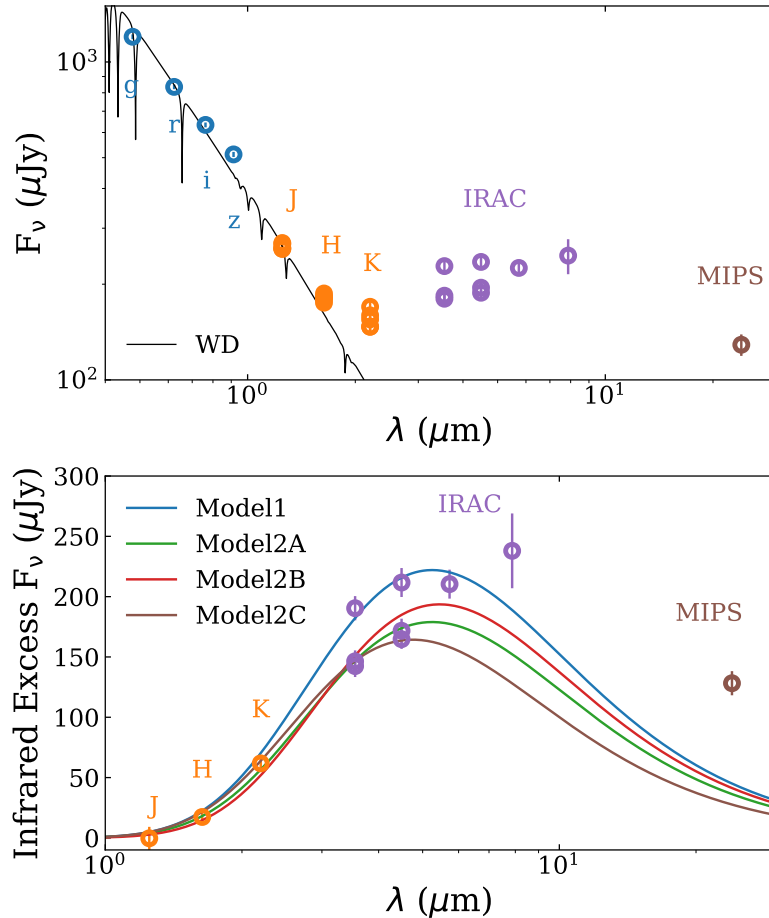 10³
F_ν (μJy)
10²
g
r
i
z
J
H
K
IRAC
MIPS
WD
10⁰
10¹
λ (μm)
300
250
200
150
100
50
0
Infrared Excess F_ν (μJy)
Model1
Model2A
Model2B
Model2C
IRAC
MIPS
K
H
J
10⁰
10¹
λ (μm)